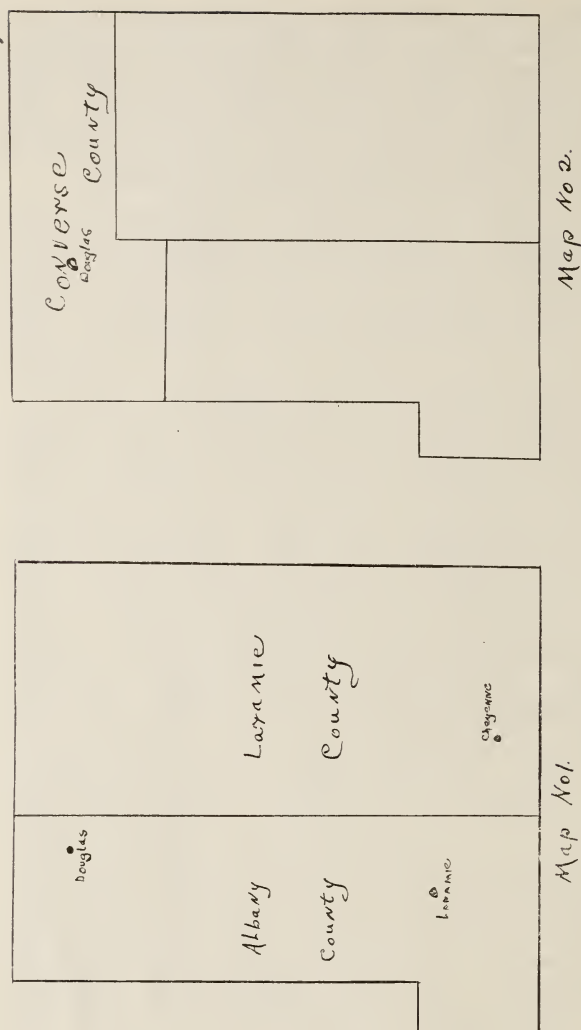 Douglas
Albany
County
Laramie
Laramie
County
Cheyenne
Map No1.
Converse
Douglas
County
Map No 2.